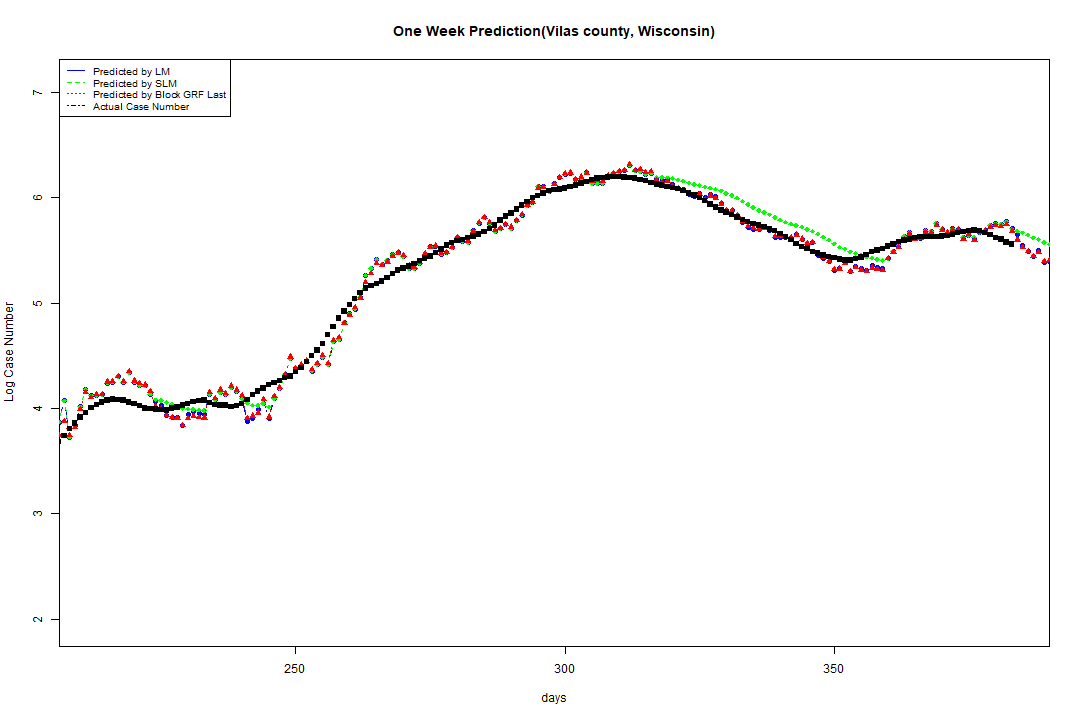 One Week Prediction(Vilas county, Wisconsin)
Predicted by LM
Predicted by SLM
Predicted by Block GRF Last
Actual Case Number
7
6
5
4
3
2
Log Case Number
250 300 350
days